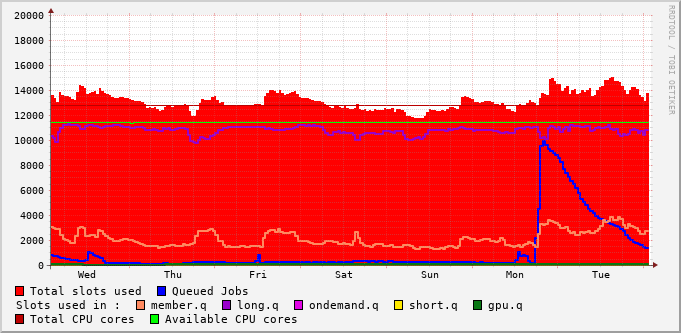 RRDTOOL / TOBI OETIKER
20000
18000
16000
14000
12000
10000
8000
6000
4000
2000
0
Wed Thu Fri Sat Sun Mon Tue
Total slots used Queued Jobs
Slots used in : member.q long.q ondemand.q short.q gpu.q
Total CPU cores Available CPU cores